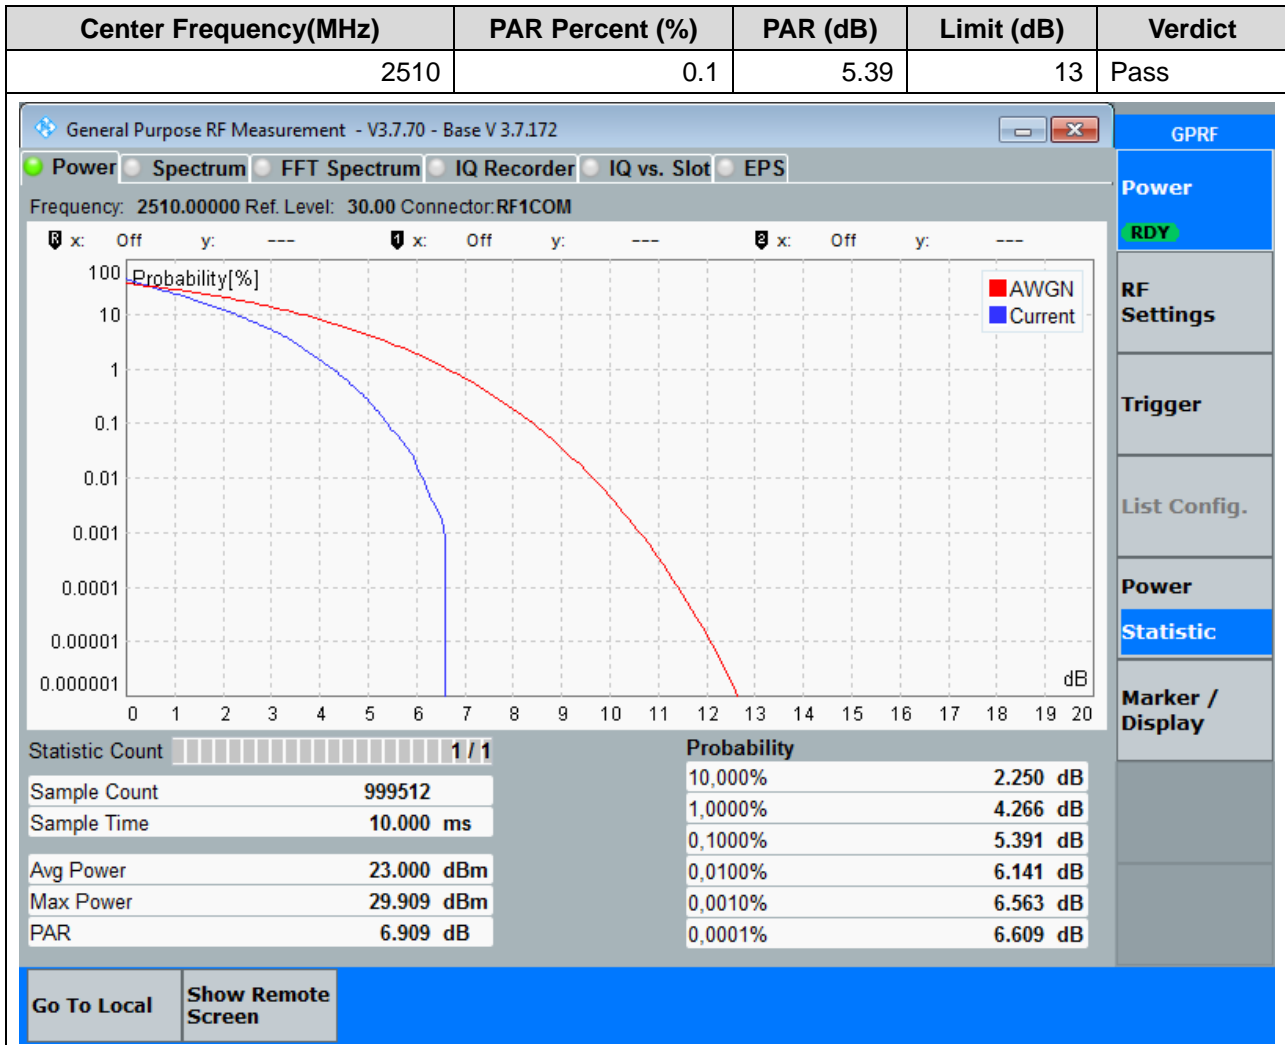 Center Frequency(MHz) PAR Percent (%) PAR (dB) Limit (dB) Verdict
2510 0.1 5.39 13 Pass
General Purpose RF Measurement - V3.7.70 - Base V 3.7.172
GPRF
Power Spectrum FFT Spectrum IQ Recorder IQ vs. Slot EPS
Frequency: 2510.00000 Ref. Level: 30.00 Connector:RF1COM
R x: Off y: --- 1 x: Off y: --- 2 x: Off y: ---
Probability[%]
AWGN
Current
100
10
1
0.1
0.01
0.001
0.0001
0.00001
0.000001
dB
0 1 2 3 4 5 6 7 8 9 10 11 12 13 14 15 16 17 18 19 20
Statistic Count 1 / 1
Sample Count 999512
Sample Time 10.000 ms
Avg Power 23.000 dBm
Max Power 29.909 dBm
PAR 6.909 dB
Probability
10,000% 2.250 dB
1,0000% 4.266 dB
0,1000% 5.391 dB
0,0100% 6.141 dB
0,0010% 6.563 dB
0,0001% 6.609 dB
Power
RDY
RF
Settings
Trigger
List Config.
Power
Statistic
Marker /
Display
Go To Local
Show Remote
Screen